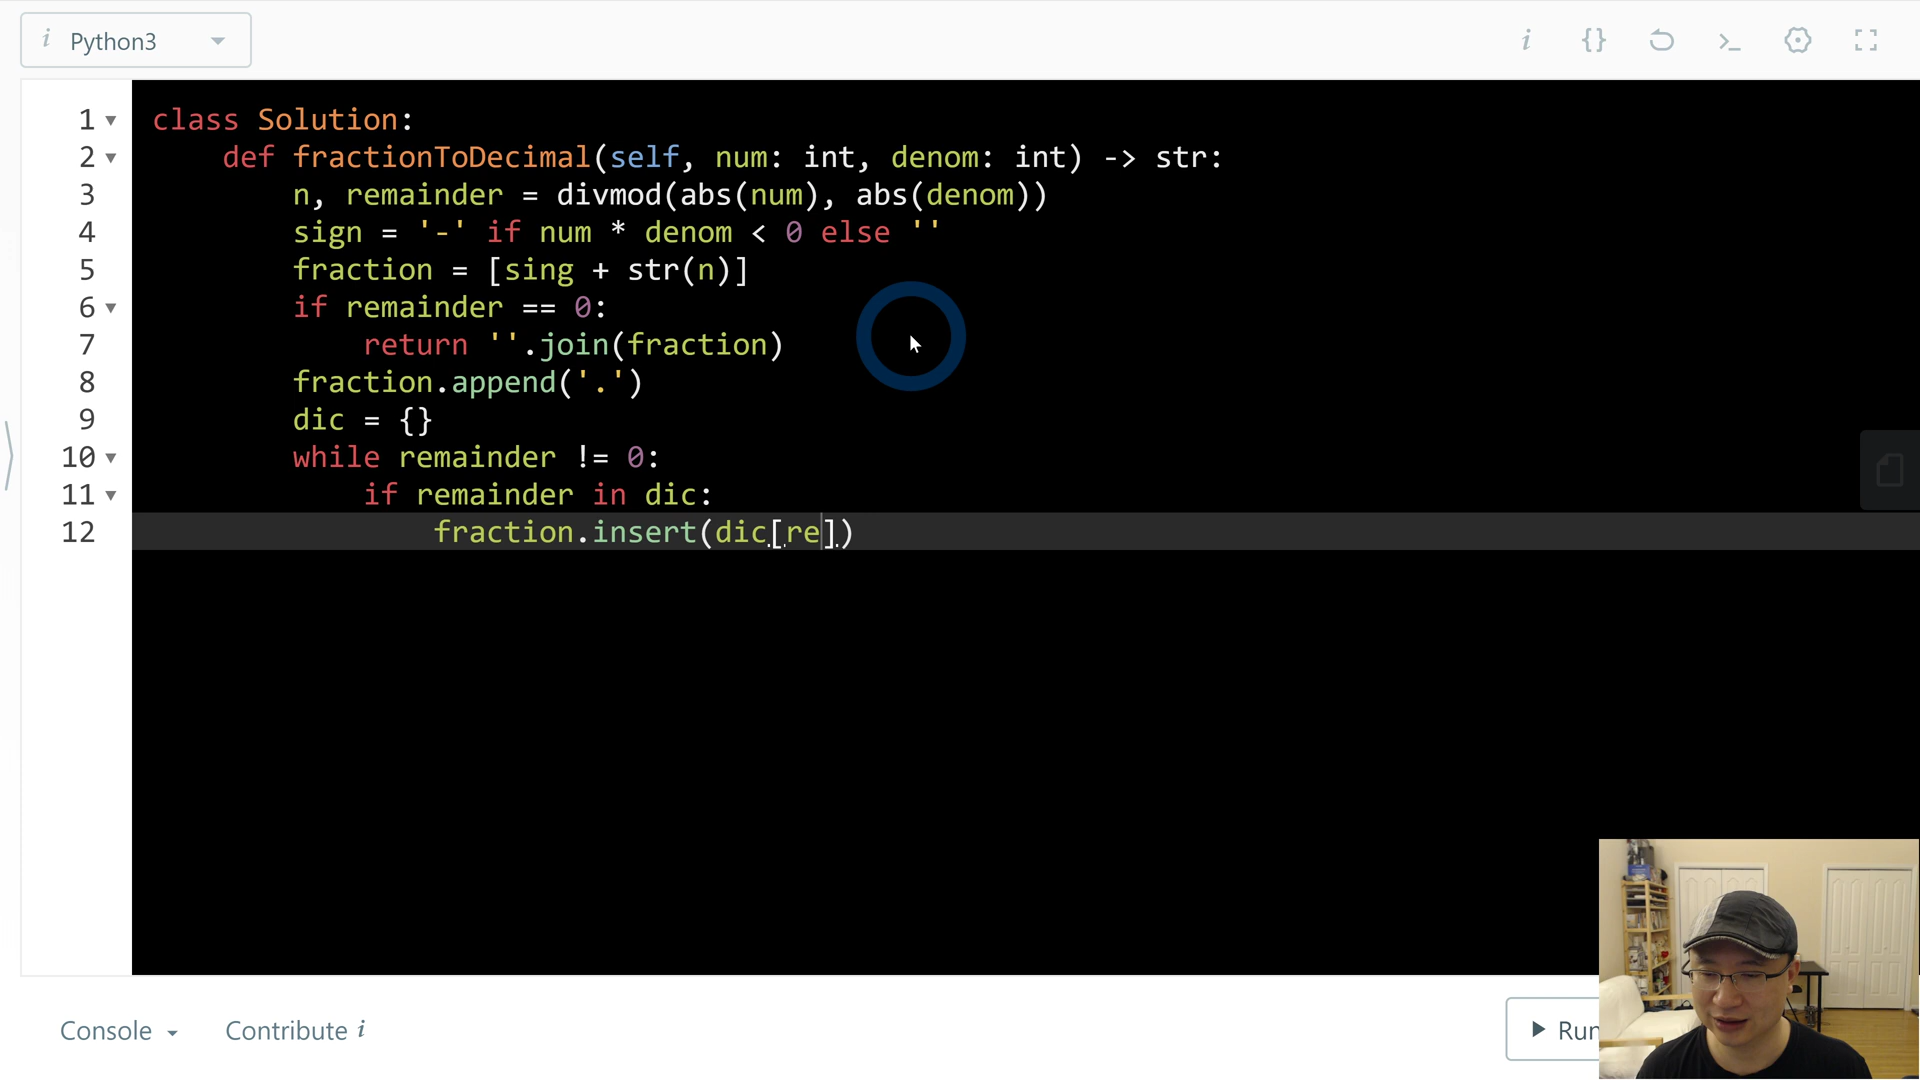 i Python3
i {} >_
1 class Solution:
2 def fractionToDecimal(self, num: int, denom: int) -> str:
3 n, remainder = divmod(abs(num), abs(denom))
4 sign = '-' if num * denom < 0 else ''
5 fraction = [sing + str(n)]
6 if remainder == 0:
7 return ''.join(fraction)
8 fraction.append('.')
9 dic = {}
10 while remainder != 0:
11 if remainder in dic:
12 fraction.insert(dic[re])
Console Contribute i Run